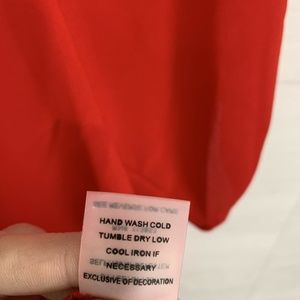 HAND WASH COLD
TUMBLE DRY LOW
COOL IRON IF
NECESSARY
EXCLUSIVE OF DECORATION